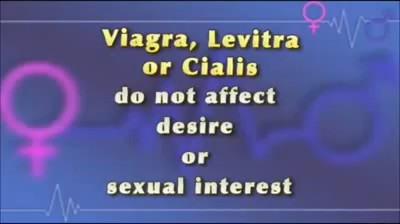 Viagra, Levitra
or Cialis
do not affect
desire
or
sexual interest